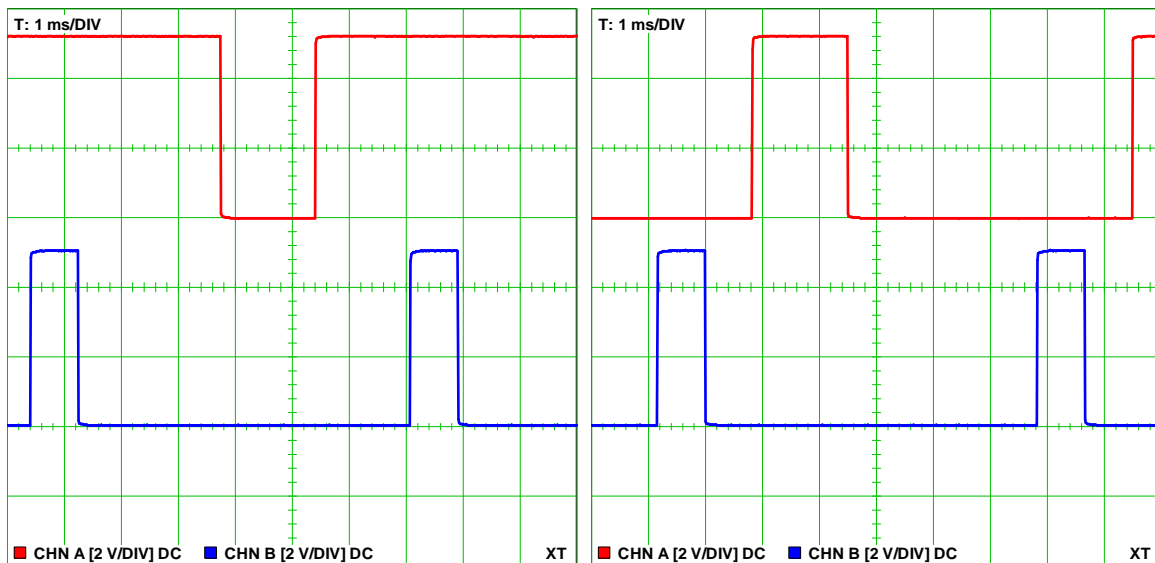 T: 1 ms/DIV
CHN A [2 V/DIV] DC CHN B [2 V/DIV] DC XT
T: 1 ms/DIV
CHN A [2 V/DIV] DC CHN B [2 V/DIV] DC XT